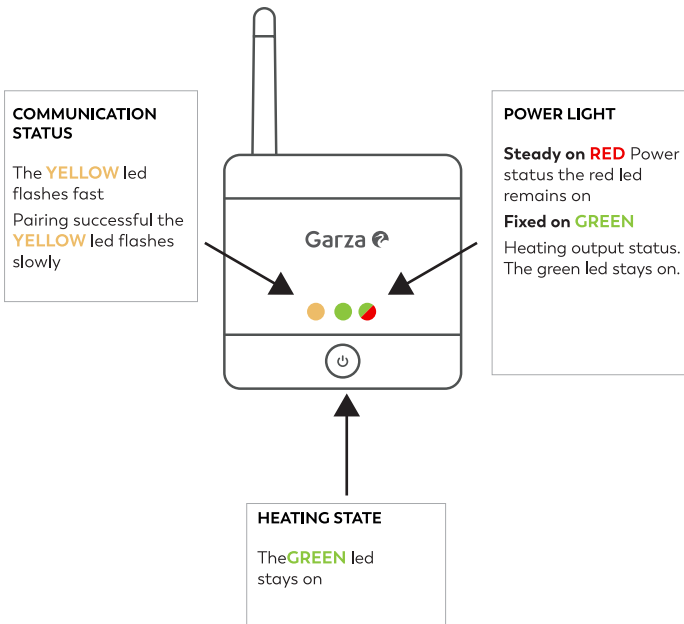 COMMUNICATION
STATUS
The YELLOW led
flashes fast
Pairing successful the
YELLOW led flashes
slowly
Garza
POWER LIGHT
Steady on RED Power
status the red led
remains on
Fixed on GREEN
Heating output status.
The green led stays on.
HEATING STATE
TheGREEN led
stays on